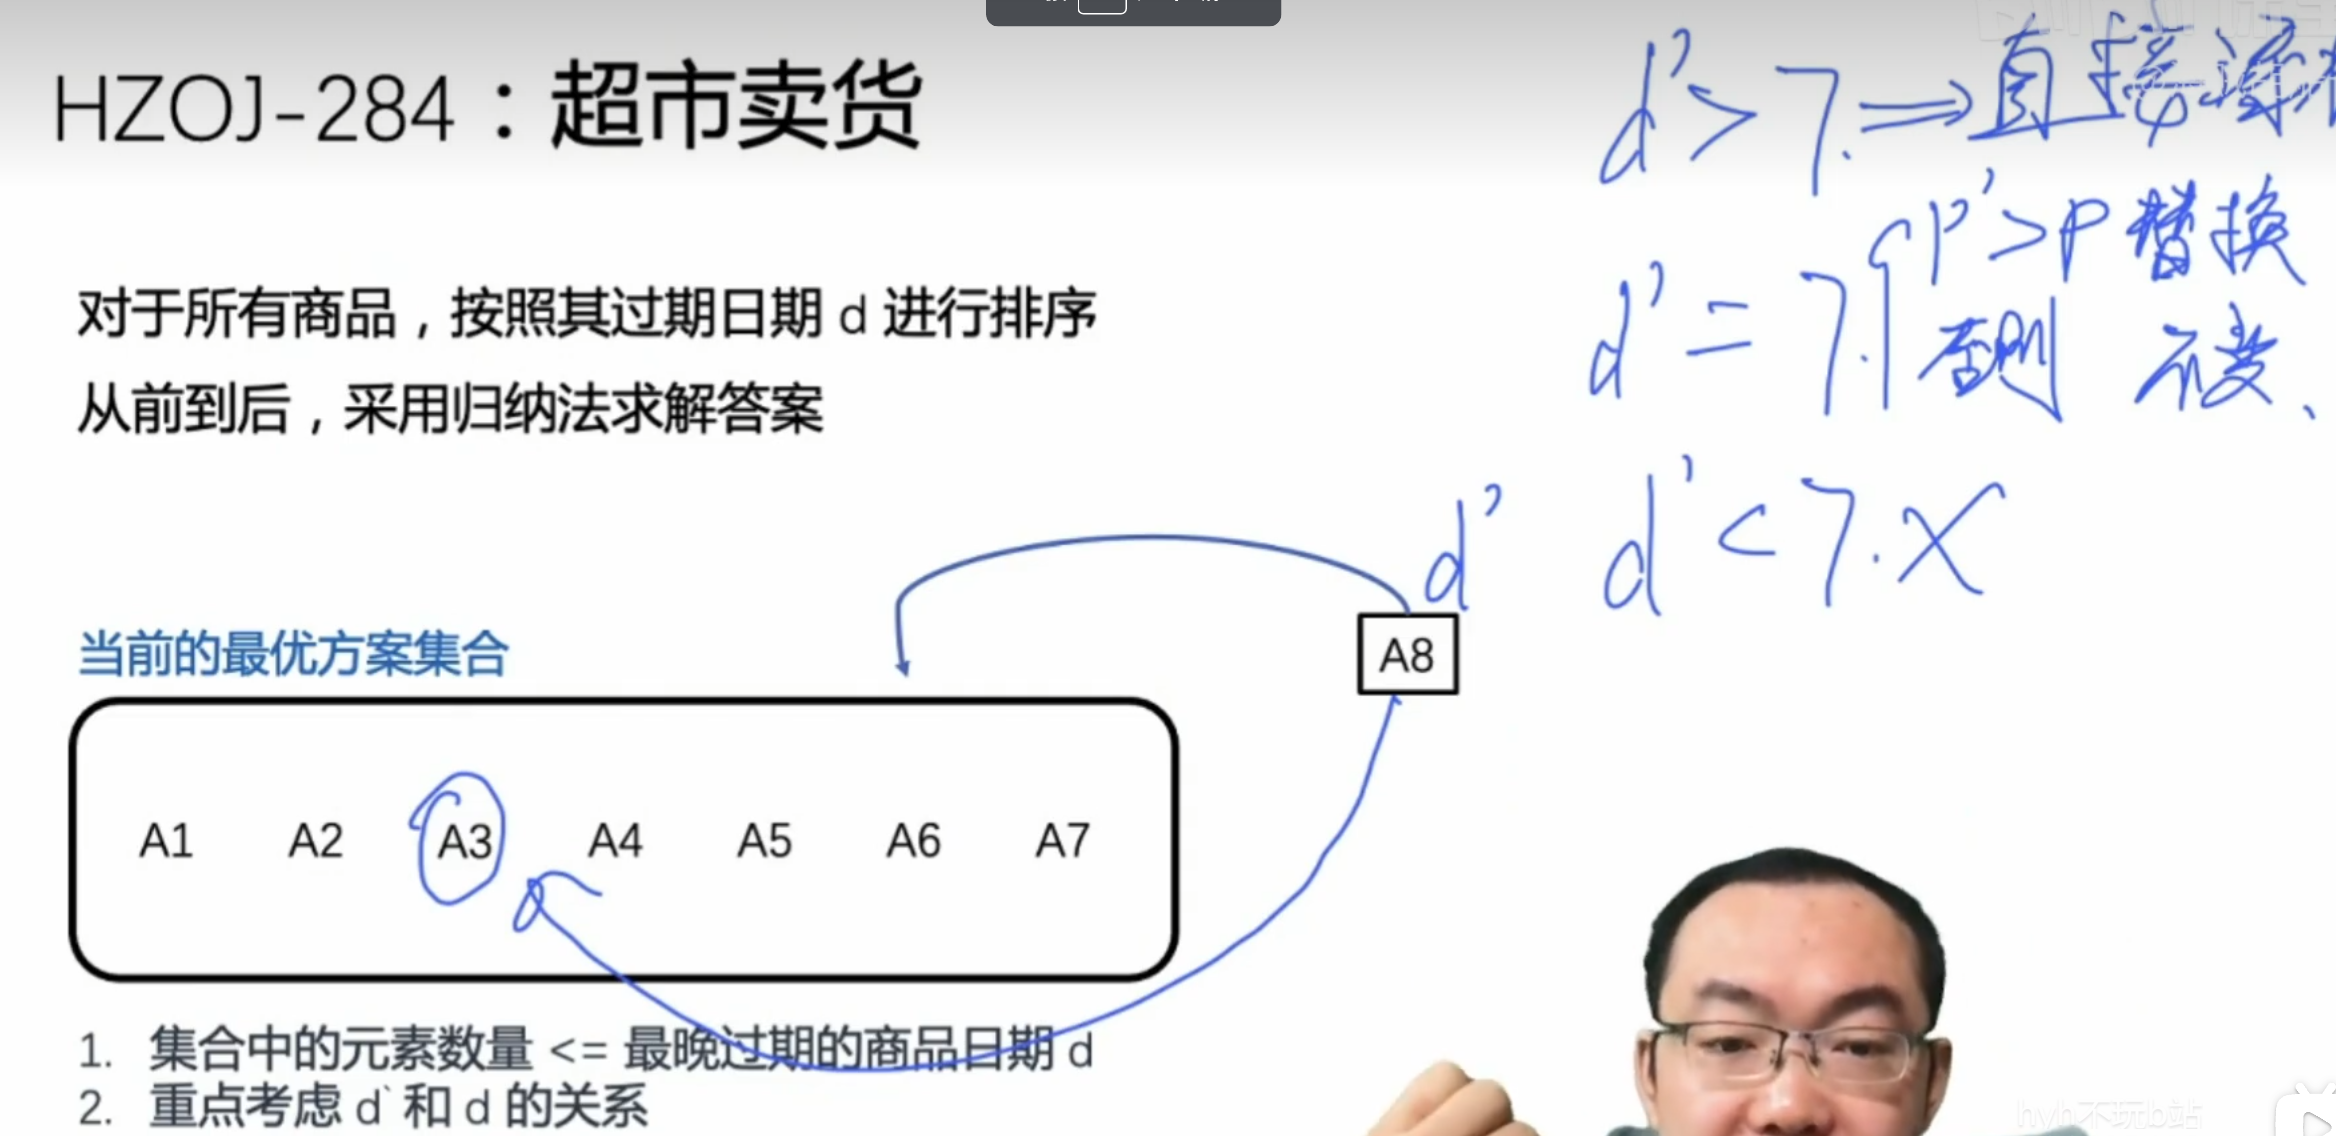 HZOJ-284：超市卖货
d'>7. ⇒ 直接添
d'=7. { p'>p 替换
否则 不变、
d'<7. X
对于所有商品，按照其过期日期 d 进行排序
从前到后，采用归纳法求解答案
d'
A8
当前的最优方案集合
A1 A2 A3 A4 A5 A6 A7
1. 集合中的元素数量 <= 最晚过期的商品日期 d
2. 重点考虑 d` 和 d 的关系
hyh不玩b站